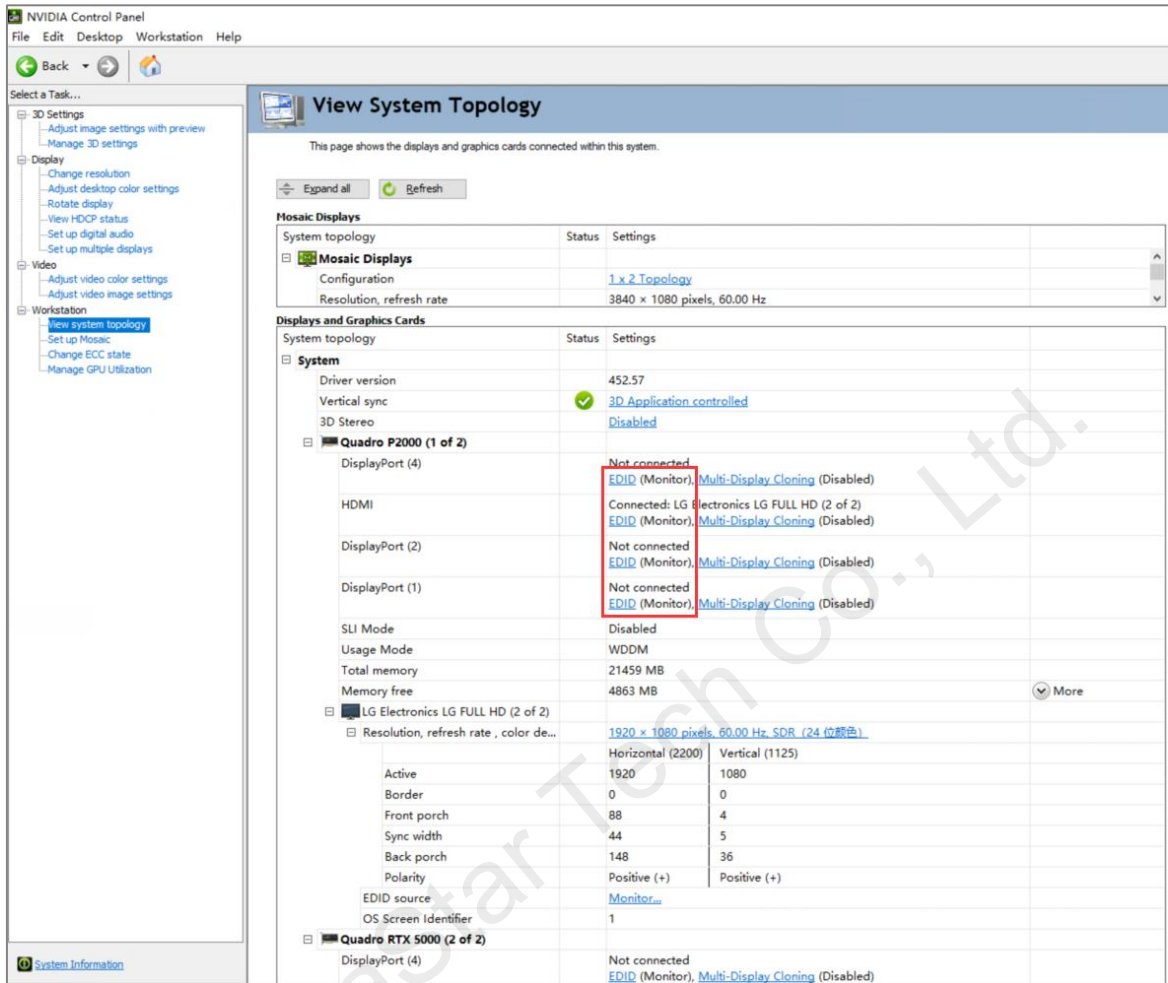 NVIDIA Control Panel
File Edit Desktop Workstation Help
Back
Select a Task...
3D Settings
Adjust image settings with preview
Manage 3D settings
Display
Change resolution
Adjust desktop color settings
Rotate display
View HDCP status
Set up digital audio
Set up multiple displays
Video
Adjust video color settings
Adjust video image settings
Workstation
View system topology
Set up Mosaic
Change ECC state
Manage GPU Utilization
System Information
View System Topology
This page shows the displays and graphics cards connected within this system.
Expand all Refresh
Mosaic Displays
System topology Status Settings
Mosaic Displays
Configuration 1 x 2 Topology
Resolution, refresh rate 3840 × 1080 pixels, 60.00 Hz
Displays and Graphics Cards
System topology Status Settings
System
Driver version 452.57
Vertical sync 3D Application controlled
3D Stereo Disabled
Quadro P2000 (1 of 2)
DisplayPort (4) Not connected
EDID (Monitor), Multi-Display Cloning (Disabled)
HDMI Connected: LG Electronics LG FULL HD (2 of 2)
EDID (Monitor), Multi-Display Cloning (Disabled)
DisplayPort (2) Not connected
EDID (Monitor), Multi-Display Cloning (Disabled)
DisplayPort (1) Not connected
EDID (Monitor), Multi-Display Cloning (Disabled)
SLI Mode Disabled
Usage Mode WDDM
Total memory 21459 MB
Memory free 4863 MB More
LG Electronics LG FULL HD (2 of 2)
Resolution, refresh rate , color de... 1920 × 1080 pixels, 60.00 Hz, SDR (24 位颜色)
Horizontal (2200) Vertical (1125)
Active 1920 1080
Border 0 0
Front porch 88 4
Sync width 44 5
Back porch 148 36
Polarity Positive (+) Positive (+)
EDID source Monitor...
OS Screen Identifier 1
Quadro RTX 5000 (2 of 2)
DisplayPort (4) Not connected
EDID (Monitor), Multi-Display Cloning (Disabled)
Tech Co., Ltd.